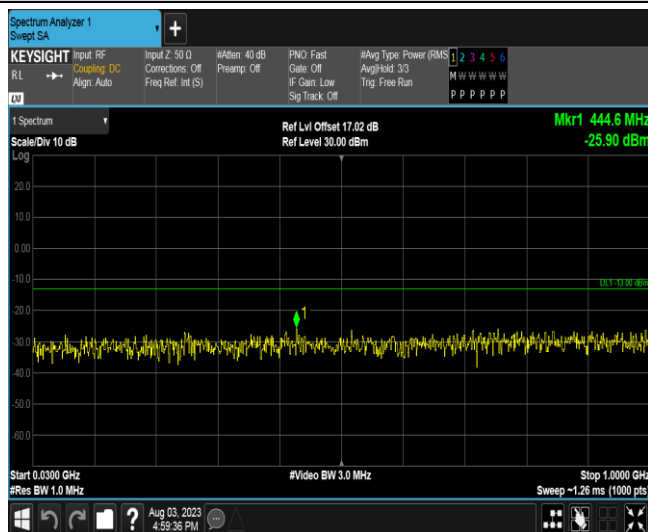 Spectrum Analyzer 1
Swept SA
KEYSIGHT
RL
LXI
Input: RF
Coupling: DC
Align: Auto
Input Z: 50 Ω
Corrections: Off
Freq Ref: Int (S)
#Atten: 40 dB
Preamp: Off
PNO: Fast
Gate: Off
IF Gain: Low
Sig Track: Off
#Avg Type: Power (RMS
Avg|Hold: 3/3
Trig: Free Run
1 2 3 4 5 6
M W W W W W
P P P P P P
1 Spectrum
Scale/Div 10 dB
Ref Lvl Offset 17.02 dB
Ref Level 30.00 dBm
Mkr1 444.6 MHz
-25.90 dBm
Log
20.0
10.0
0.00
-10.0
DL1 -13.00 dBm
-20.0
1
-30.0
-40.0
-50.0
-60.0
Start 0.0300 GHz
#Video BW 3.0 MHz
Stop 1.0000 GHz
#Res BW 1.0 MHz
Sweep ~1.26 ms (1000 pts)
?
Aug 03, 2023
4:59:36 PM